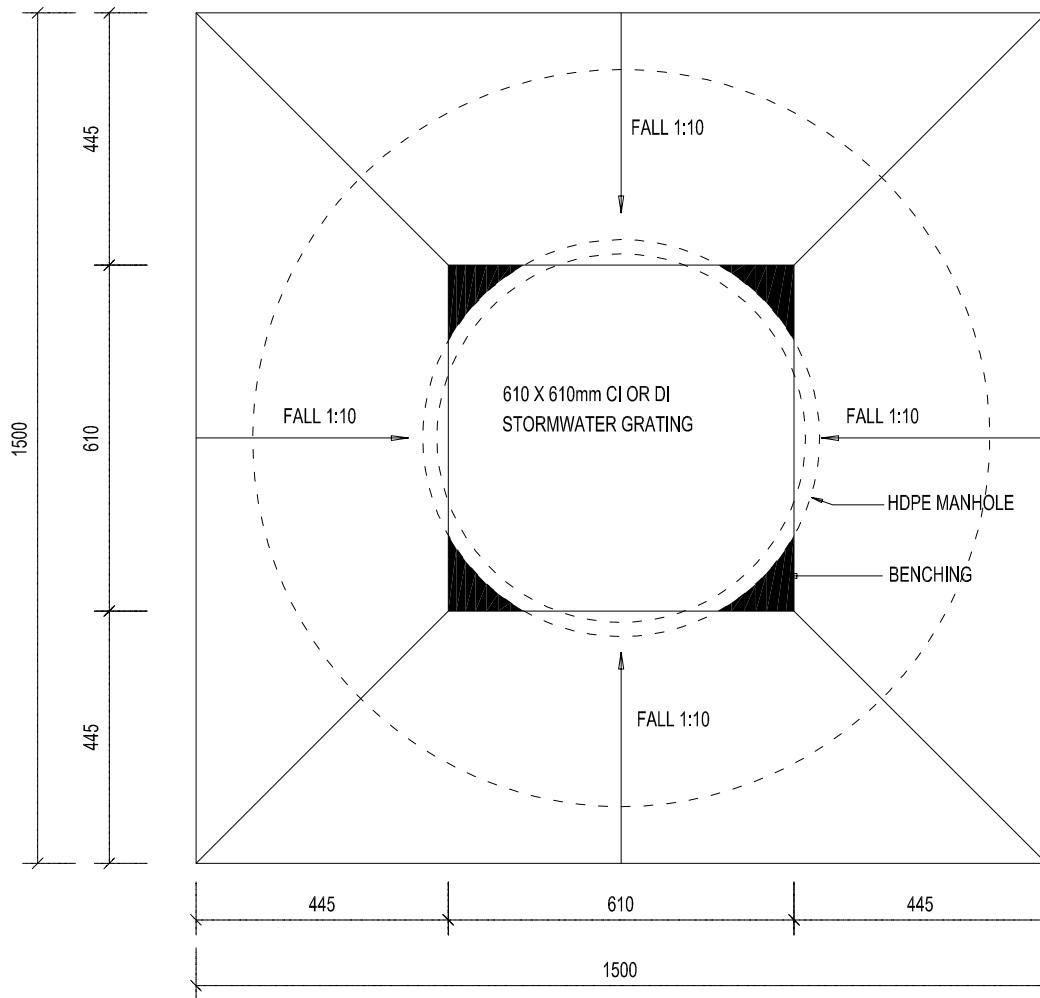 FALL 1:10
445
610 X 610mm CI OR DI
STORMWATER GRATING
FALL 1:10
FALL 1:10
1500
610
HDPE MANHOLE
BENCHING
FALL 1:10
445
445
610
445
1500